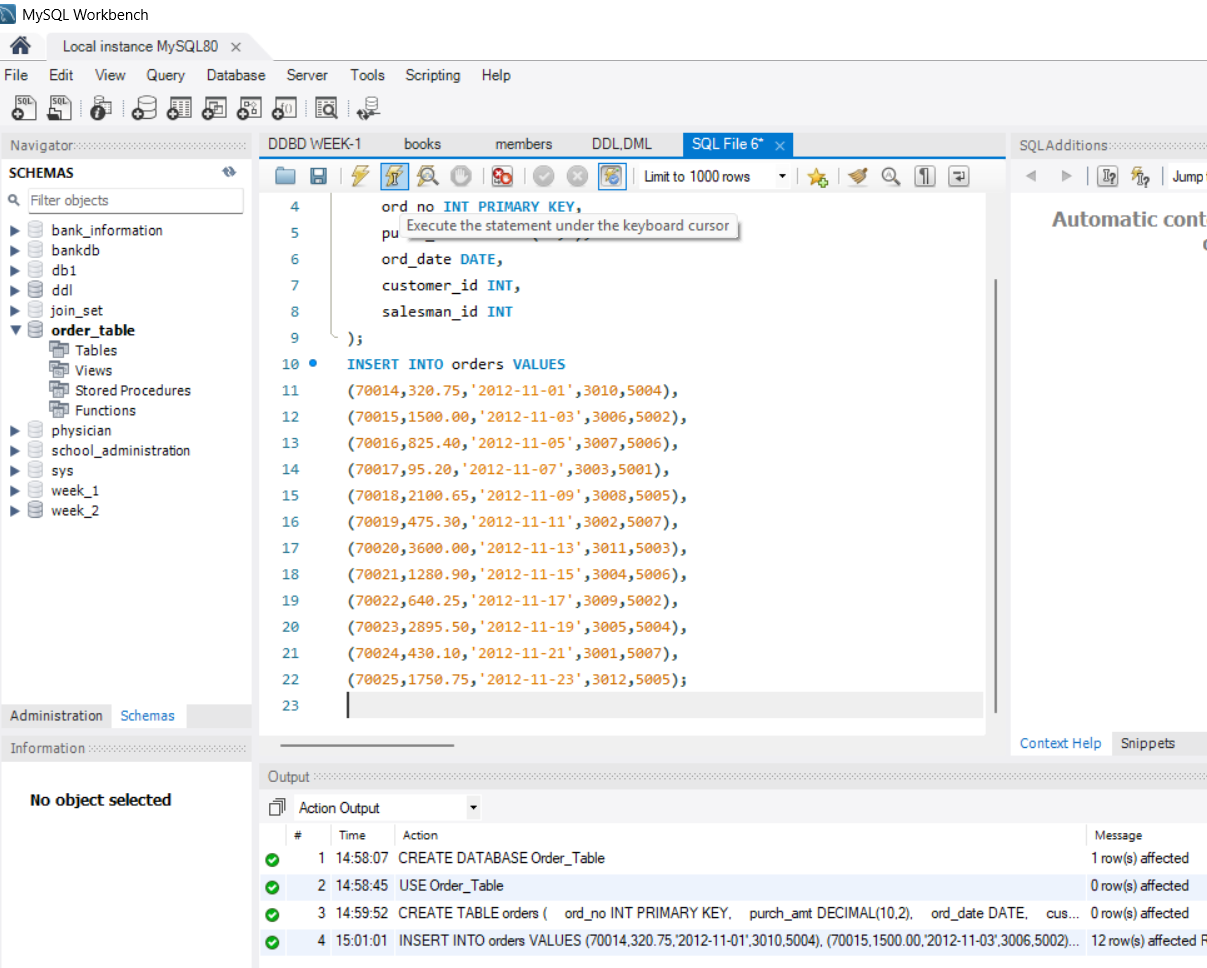 MySQL Workbench
Local instance MySQL80
File Edit View Query Database Server Tools Scripting Help
Navigator
SCHEMAS
Filter objects
bank_information
bankdb
db1
ddl
join_set
order_table
Tables
Views
Stored Procedures
Functions
physician
school_administration
sys
week_1
week_2
Administration Schemas
Information
No object selected
DDBD WEEK-1 books members DDL,DML SQL File 6*
Limit to 1000 rows
4 ord_no INT PRIMARY KEY,
Execute the statement under the keyboard cursor
5 pu
6 ord_date DATE,
7 customer_id INT,
8 salesman_id INT
9 );
10 INSERT INTO orders VALUES
11 (70014,320.75,'2012-11-01',3010,5004),
12 (70015,1500.00,'2012-11-03',3006,5002),
13 (70016,825.40,'2012-11-05',3007,5006),
14 (70017,95.20,'2012-11-07',3003,5001),
15 (70018,2100.65,'2012-11-09',3008,5005),
16 (70019,475.30,'2012-11-11',3002,5007),
17 (70020,3600.00,'2012-11-13',3011,5003),
18 (70021,1280.90,'2012-11-15',3004,5006),
19 (70022,640.25,'2012-11-17',3009,5002),
20 (70023,2895.50,'2012-11-19',3005,5004),
21 (70024,430.10,'2012-11-21',3001,5007),
22 (70025,1750.75,'2012-11-23',3012,5005);
23
SQLAdditions
Jump
Automatic cont
Context Help Snippets
Output
Action Output
# Time Action Message
1 14:58:07 CREATE DATABASE Order_Table 1 row(s) affected
2 14:58:45 USE Order_Table 0 row(s) affected
3 14:59:52 CREATE TABLE orders ( ord_no INT PRIMARY KEY, purch_amt DECIMAL(10,2), ord_date DATE, cus... 0 row(s) affected
4 15:01:01 INSERT INTO orders VALUES (70014,320.75,'2012-11-01',3010,5004), (70015,1500.00,'2012-11-03',3006,5002)... 12 row(s) affected R